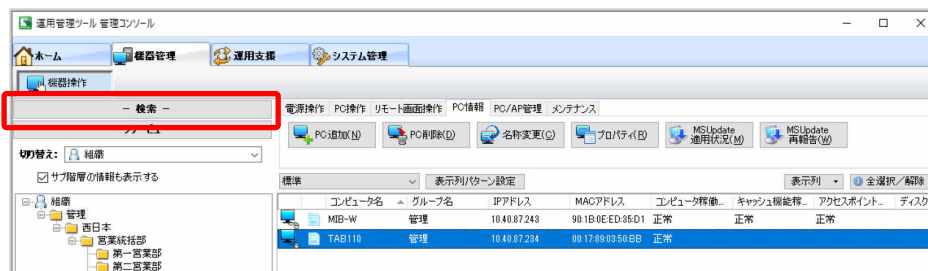 運用管理ツール 管理コンソール
ホーム 機器管理 運用支援 システム管理
機器操作
－ 検索 －
電源操作 PC操作 リモート画面操作 PC情報 PC/AP管理 メンテナンス
PC追加(N) PC削除(D) 名称変更(C) プロパティ(R) MSUpdate 適用状況(M) MSUpdate 再報告(W)
切り替え: 組織
サブ階層の情報も表示する
標準 表示列パターン設定 表示列 全選択／解除
コンピュータ名 グループ名 IPアドレス MACアドレス コンピュータ稼働... キャッシュ機能稼... アクセスポイント... ディスク
MIB-W 管理 10.40.87.243 90:1B:0E:ED:35:D1 正常 正常 正常
TAB110 管理 10.40.87.234 00:17:89:03:50:BB 正常
組織
管理
西日本
営業統括部
第一営業部
第二営業部